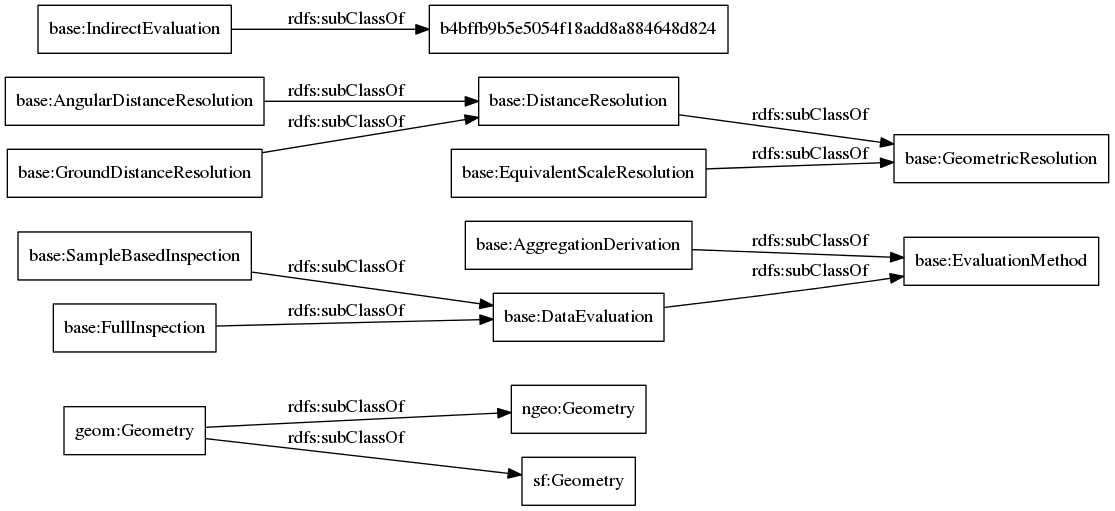 base:IndirectEvaluation
rdfs:subClassOf
b4bffb9b5e5054f18add8a884648d824
base:AngularDistanceResolution
rdfs:subClassOf
base:DistanceResolution
rdfs:subClassOf
base:GroundDistanceResolution
rdfs:subClassOf
base:EquivalentScaleResolution
rdfs:subClassOf
base:GeometricResolution
base:SampleBasedInspection
rdfs:subClassOf
base:AggregationDerivation
rdfs:subClassOf
base:EvaluationMethod
base:FullInspection
rdfs:subClassOf
base:DataEvaluation
rdfs:subClassOf
geom:Geometry
rdfs:subClassOf
ngeo:Geometry
rdfs:subClassOf
sf:Geometry